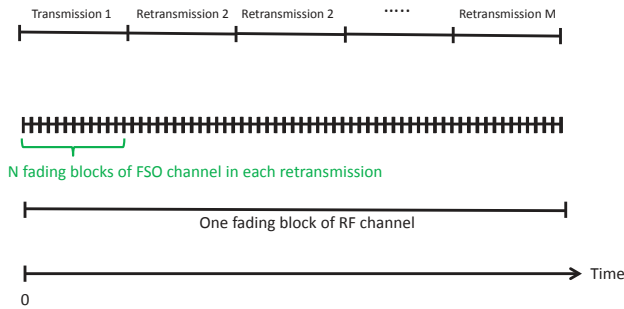 Transmission 1 Retransmission 2 Retransmission 2 ..... Retransmission M
N fading blocks of FSO channel in each retransmission
One fading block of RF channel
Time
0